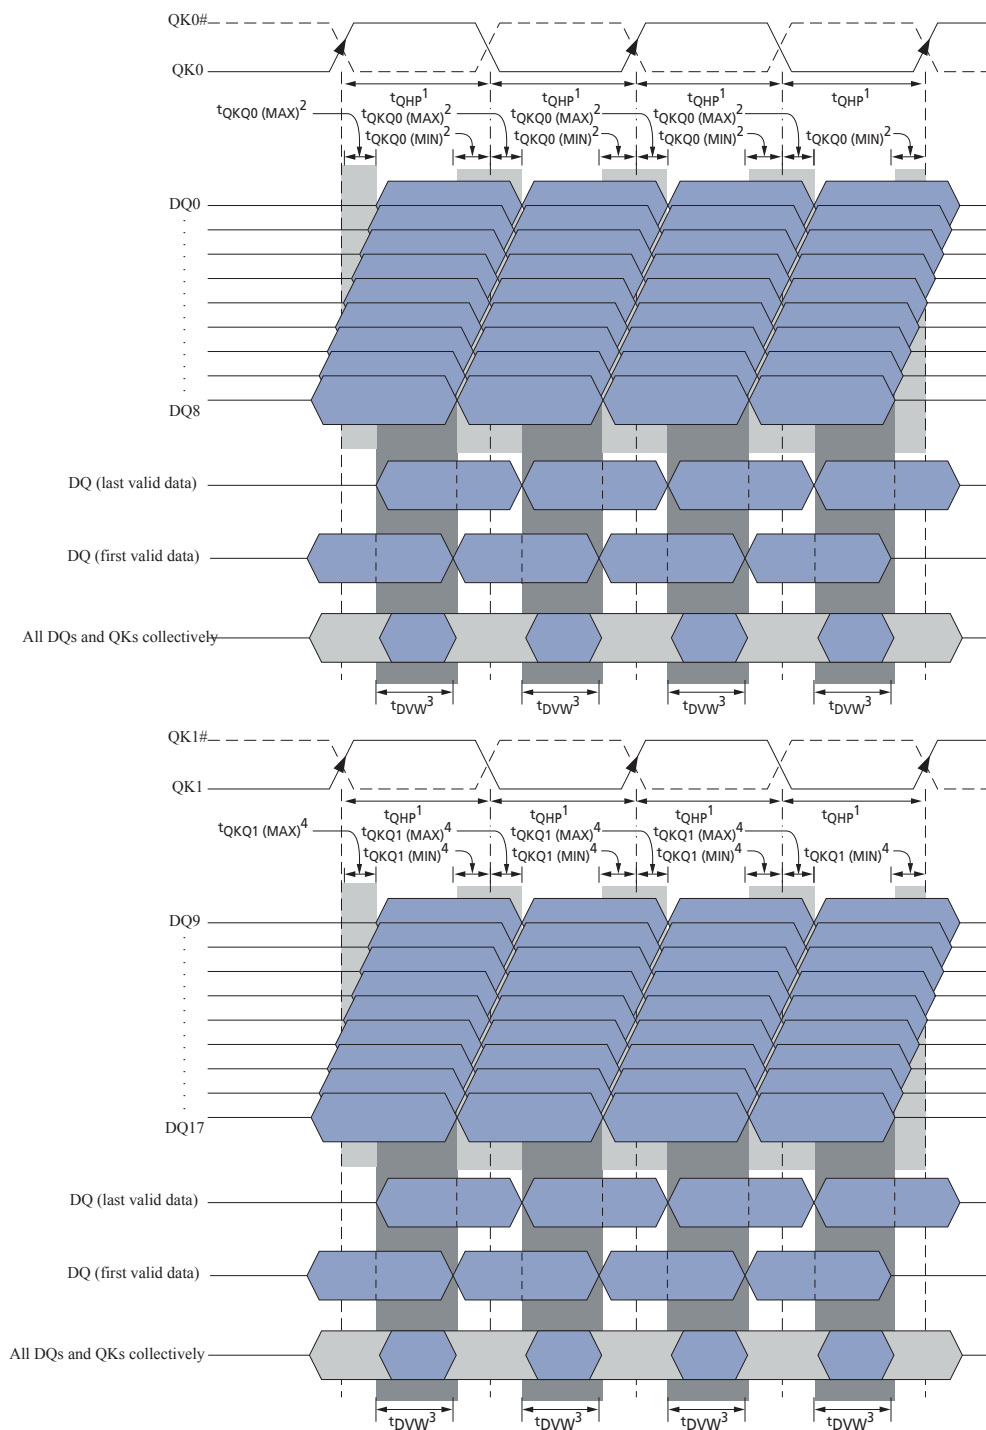 QK0#
QK0
tQHP1 tQHP1 tQHP1 tQHP1
tQKQ0 (MAX)2 tQKQ0 (MAX)2 tQKQ0 (MAX)2 tQKQ0 (MAX)2
tQKQ0 (MIN)2 tQKQ0 (MIN)2 tQKQ0 (MIN)2 tQKQ0 (MIN)2
DQ0
DQ8
DQ (last valid data)
DQ (first valid data)
All DQs and QKs collectively
tDVW3 tDVW3 tDVW3 tDVW3
QK1#
QK1
tQHP1 tQHP1 tQHP1 tQHP1
tQKQ1 (MAX)4 tQKQ1 (MAX)4 tQKQ1 (MAX)4 tQKQ1 (MAX)4
tQKQ1 (MIN)4 tQKQ1 (MIN)4 tQKQ1 (MIN)4 tQKQ1 (MIN)4
DQ9
DQ17
DQ (last valid data)
DQ (first valid data)
All DQs and QKs collectively
tDVW3 tDVW3 tDVW3 tDVW3